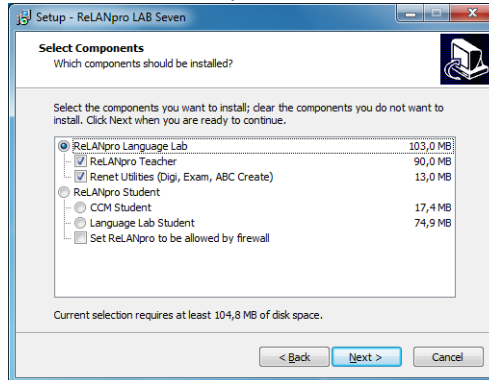 Setup - ReLANpro LAB Seven
Select Components
Which components should be installed?
Select the components you want to install; clear the components you do not want to
install. Click Next when you are ready to continue.
ReLANpro Language Lab 103,0 MB
ReLANpro Teacher 90,0 MB
Renet Utilities (Digi, Exam, ABC Create) 13,0 MB
ReLANpro Student
CCM Student 17,4 MB
Language Lab Student 74,9 MB
Set ReLANpro to be allowed by firewall
Current selection requires at least 104,8 MB of disk space.
< Back Next > Cancel